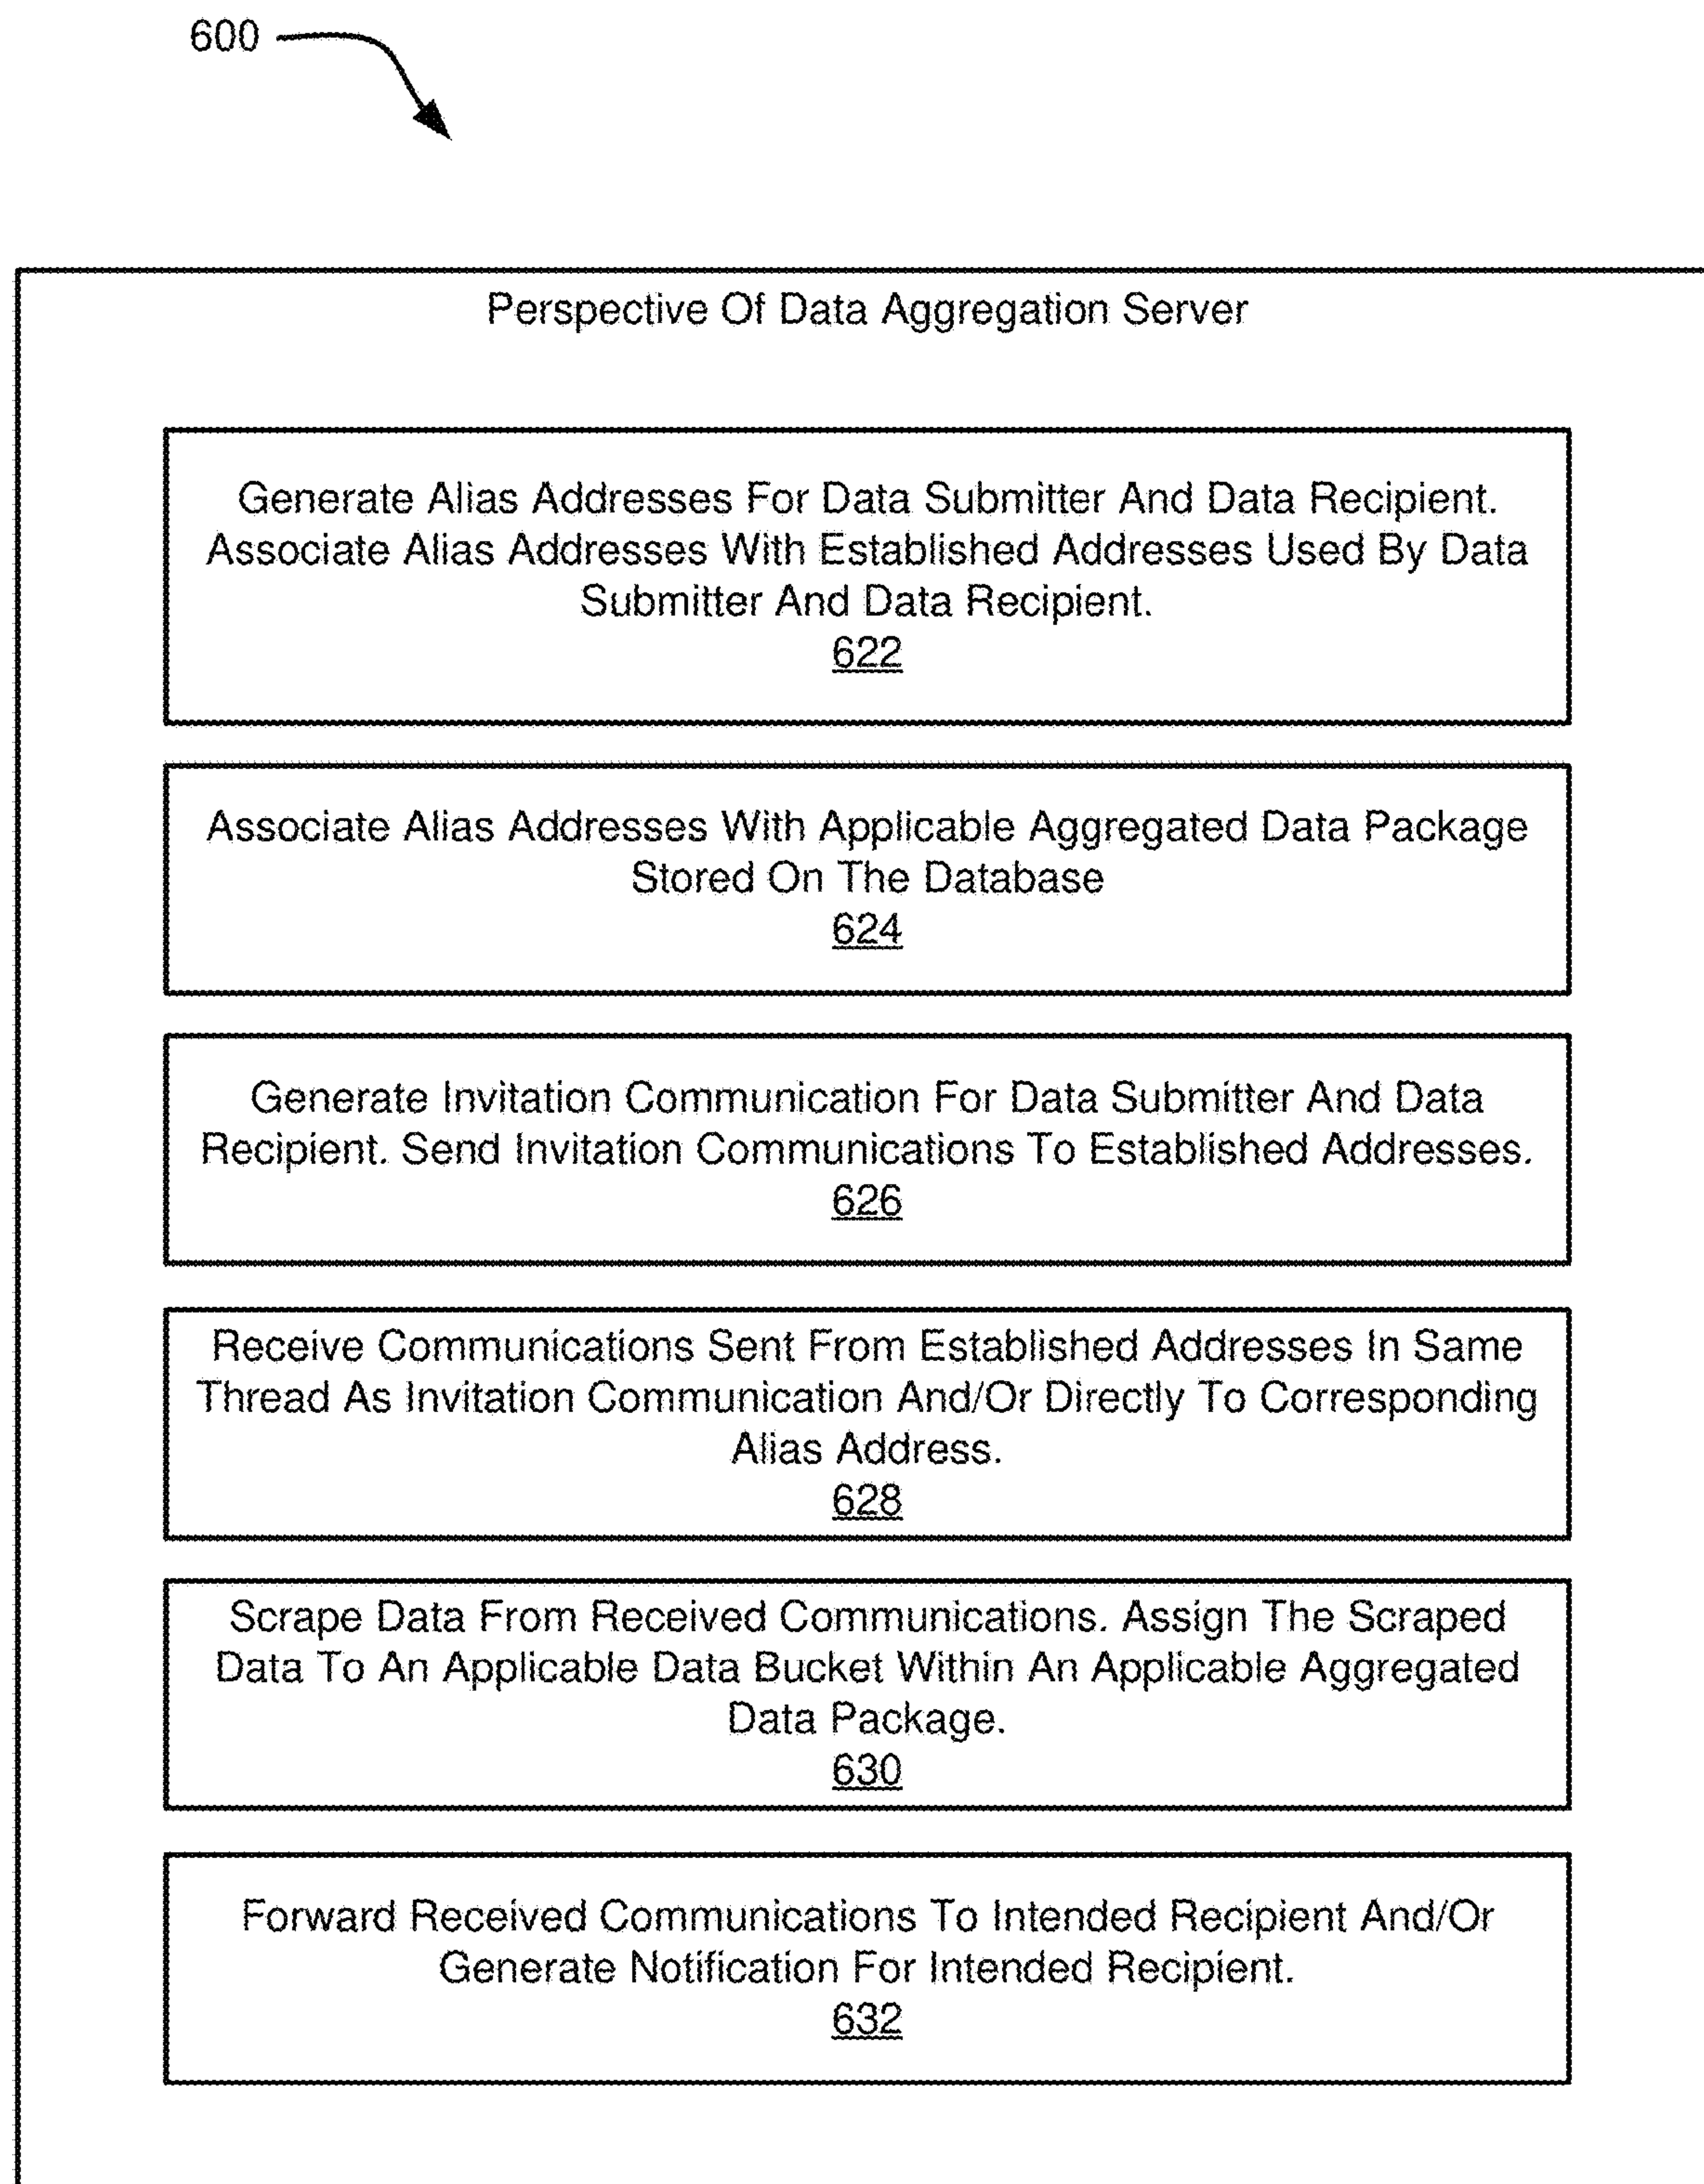 600
Perspective Of Data Aggregation Server
Generate Alias Addresses For Data Submitter And Data Recipient.
Associate Alias Addresses With Established Addresses Used By Data
Submitter And Data Recipient.
622
Associate Alias Addresses With Applicable Aggregated Data Package
Stored On The Database
624
Generate Invitation Communication For Data Submitter And Data
Recipient. Send Invitation Communications To Established Addresses.
626
Receive Communications Sent From Established Addresses In Same
Thread As Invitation Communication And/Or Directly To Corresponding
Alias Address.
628
Scrape Data From Received Communications. Assign The Scraped
Data To An Applicable Data Bucket Within An Applicable Aggregated
Data Package.
630
Forward Received Communications To Intended Recipient And/Or
Generate Notification For Intended Recipient.
632